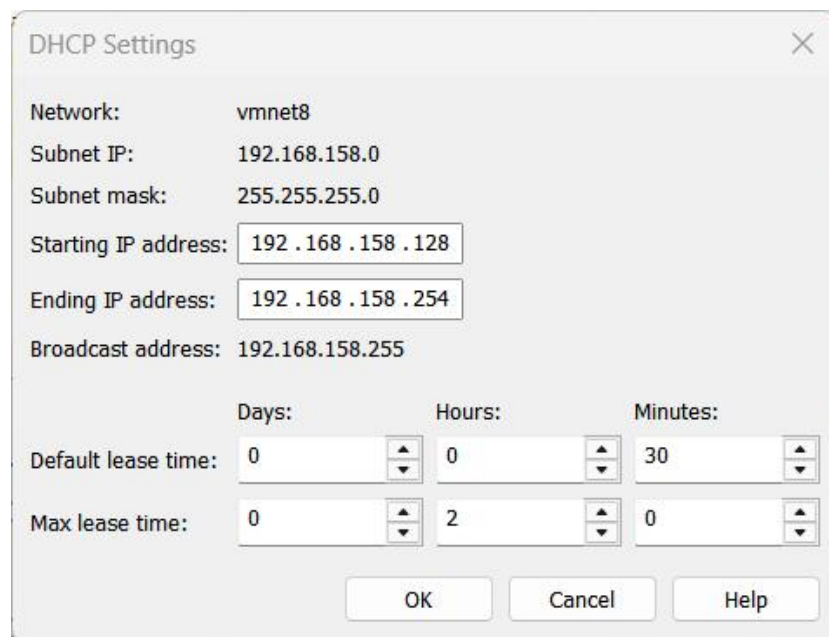 DHCP Settings
Network: vmnet8
Subnet IP: 192.168.158.0
Subnet mask: 255.255.255.0
Starting IP address: 192 . 168 . 158 . 128
Ending IP address: 192 . 168 . 158 . 254
Broadcast address: 192.168.158.255
Days: Hours: Minutes:
Default lease time: 0 0 30
Max lease time: 0 2 0
OK Cancel Help